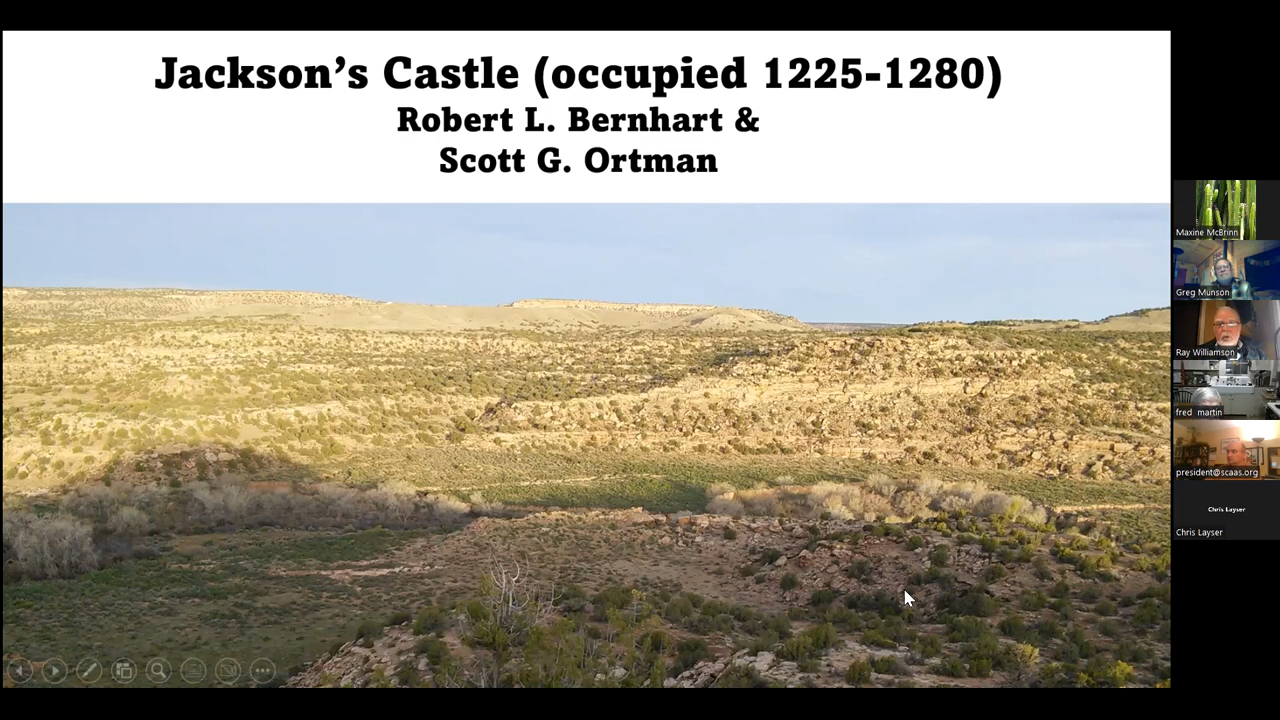 Jackson's Castle (occupied 1225-1280)
Robert L. Bernhart &
Scott G. Ortman
Maxine McBrinn
Greg Munson
Ray Williamson
fred martin
president@scaas.org
Chris Layser
Chris Layser